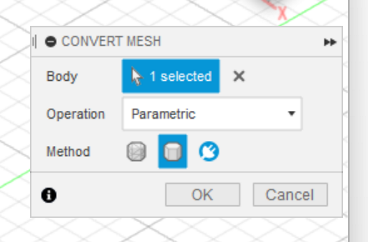 X
CONVERT MESH
Body 1 selected
Operation Parametric
Method
OK Cancel